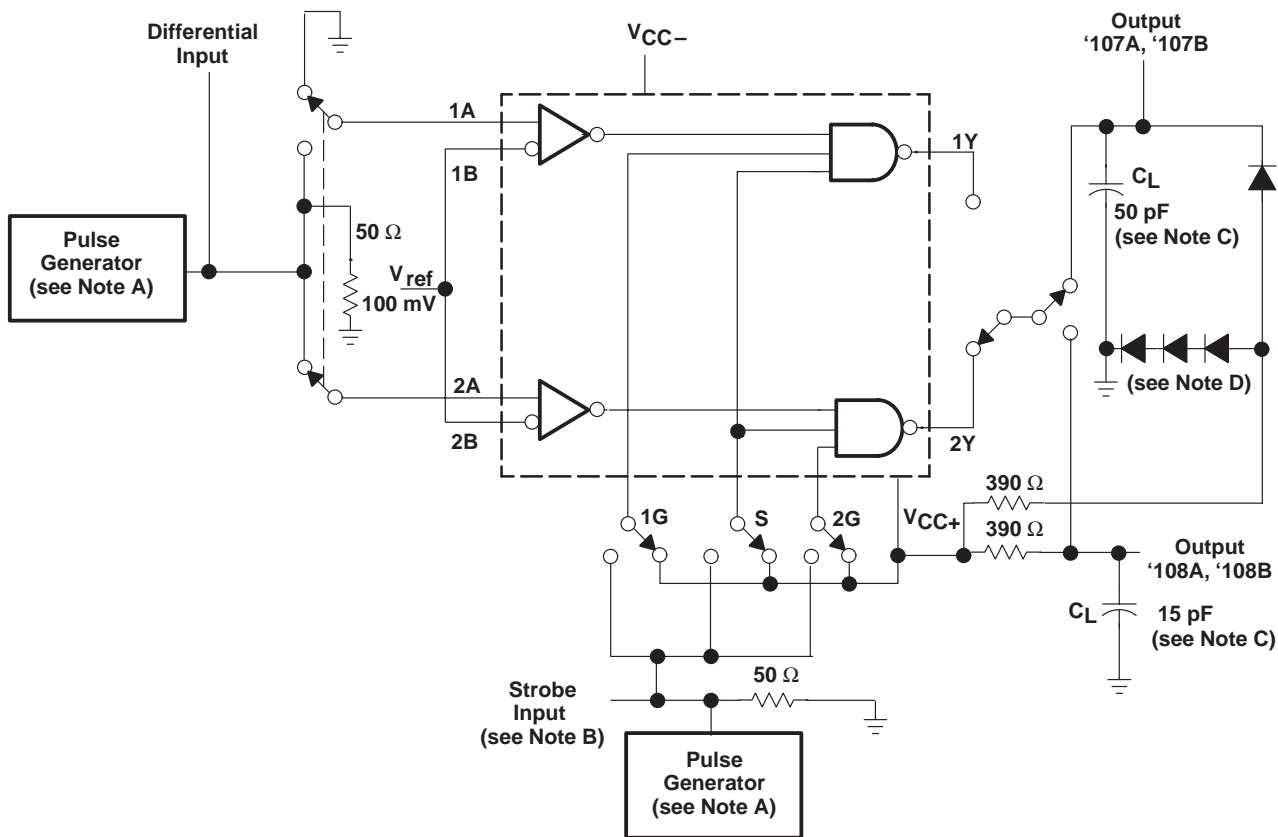 Differential
Input
VCC−
Output
‘107A, ‘107B
1A
1B
1Y
CL
50 pF
(see Note C)
Pulse
Generator
(see Note A)
50 Ω
Vref
100 mV
2A
2B
2Y
(see Note D)
390 Ω
1G
S
2G
VCC+
390 Ω
Output
‘108A, ‘108B
CL
15 pF
(see Note C)
50 Ω
Strobe
Input
(see Note B)
Pulse
Generator
(see Note A)